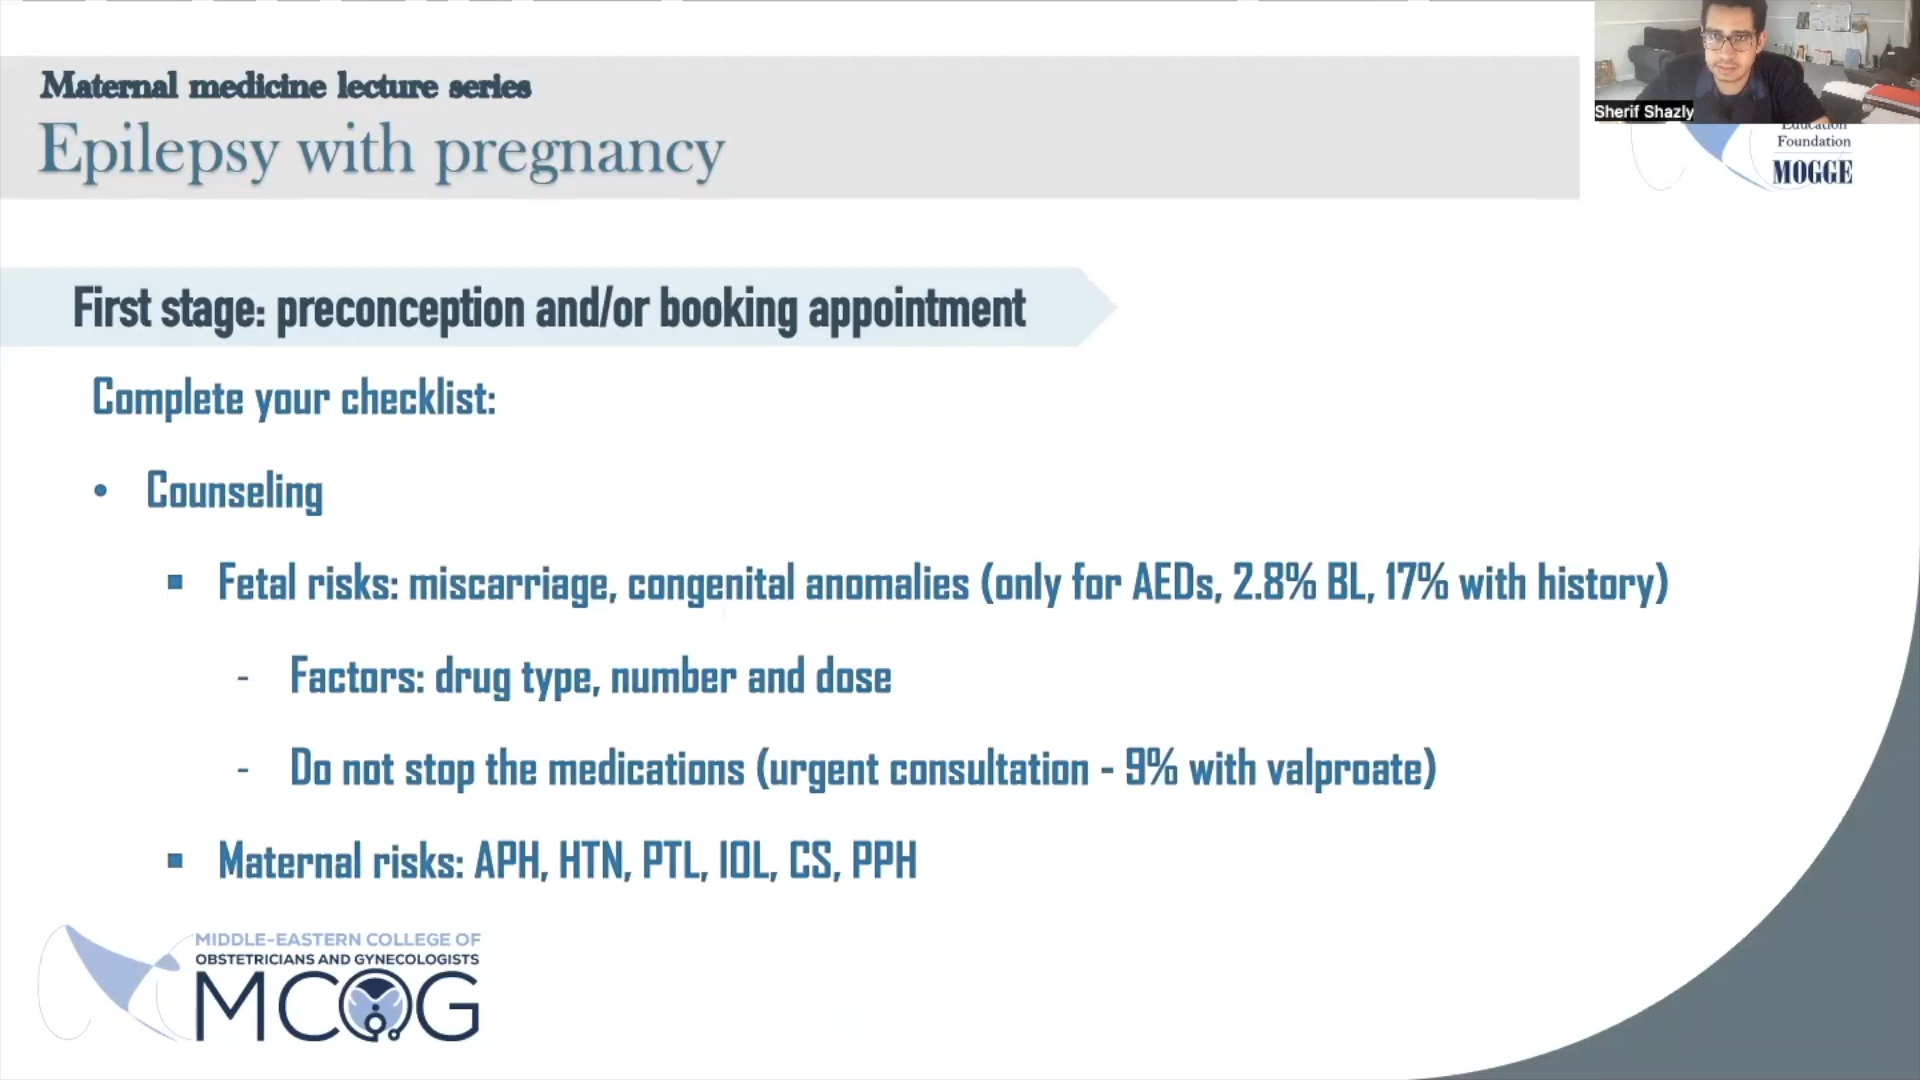 Maternal medicine lecture series
Epilepsy with pregnancy
Sherif Shazly
Education
Foundation
MOGGE
First stage: preconception and/or booking appointment
Complete your checklist:
• Counseling
▪ Fetal risks: miscarriage, congenital anomalies (only for AEDs, 2.8% BL, 17% with history)
- Factors: drug type, number and dose
- Do not stop the medications (urgent consultation - 9% with valproate)
▪ Maternal risks: APH, HTN, PTL, IOL, CS, PPH
MIDDLE-EASTERN COLLEGE OF
OBSTETRICIANS AND GYNECOLOGISTS
MCOG